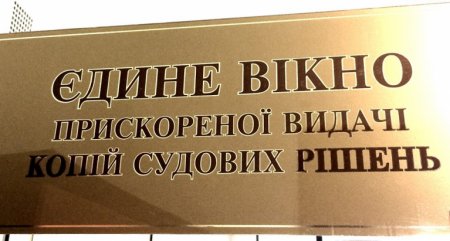 ЄДИНЕ ВІКНО
ПРИСКОРЕНОЇ ВИДАЧІ
КОПІЙ СУДОВИХ РІШЕНЬ